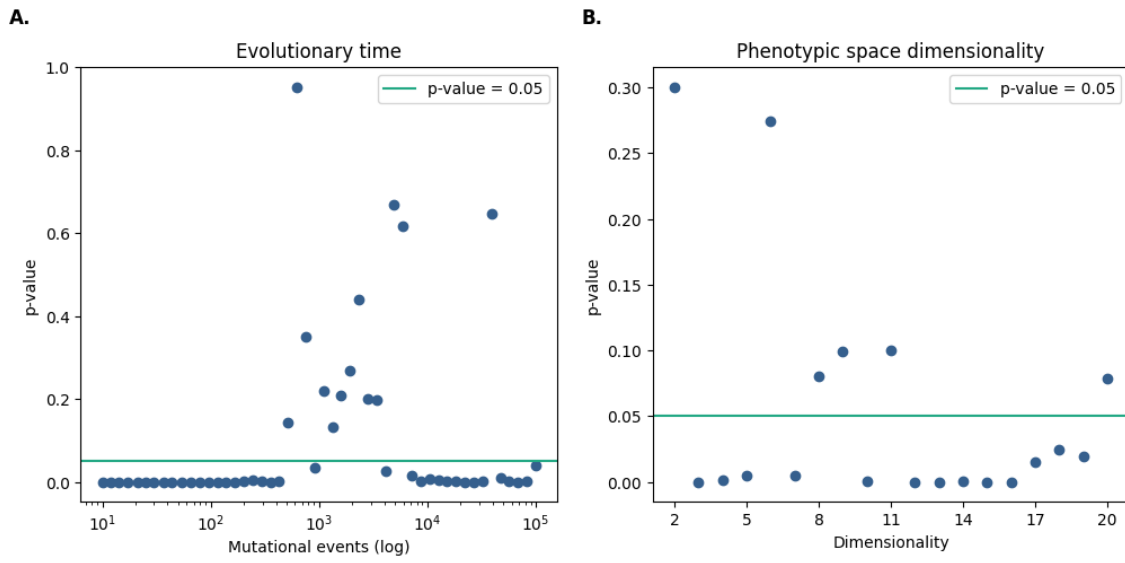 A.
Evolutionary time
p-value = 0.05
1.0
0.8
0.6
0.4
0.2
0.0
p-value
10¹
10²
10³
10⁴
10⁵
Mutational events (log)
B.
Phenotypic space dimensionality
p-value = 0.05
0.30
0.25
0.20
0.15
0.10
0.05
0.00
p-value
2
5
8
11
14
17
20
Dimensionality